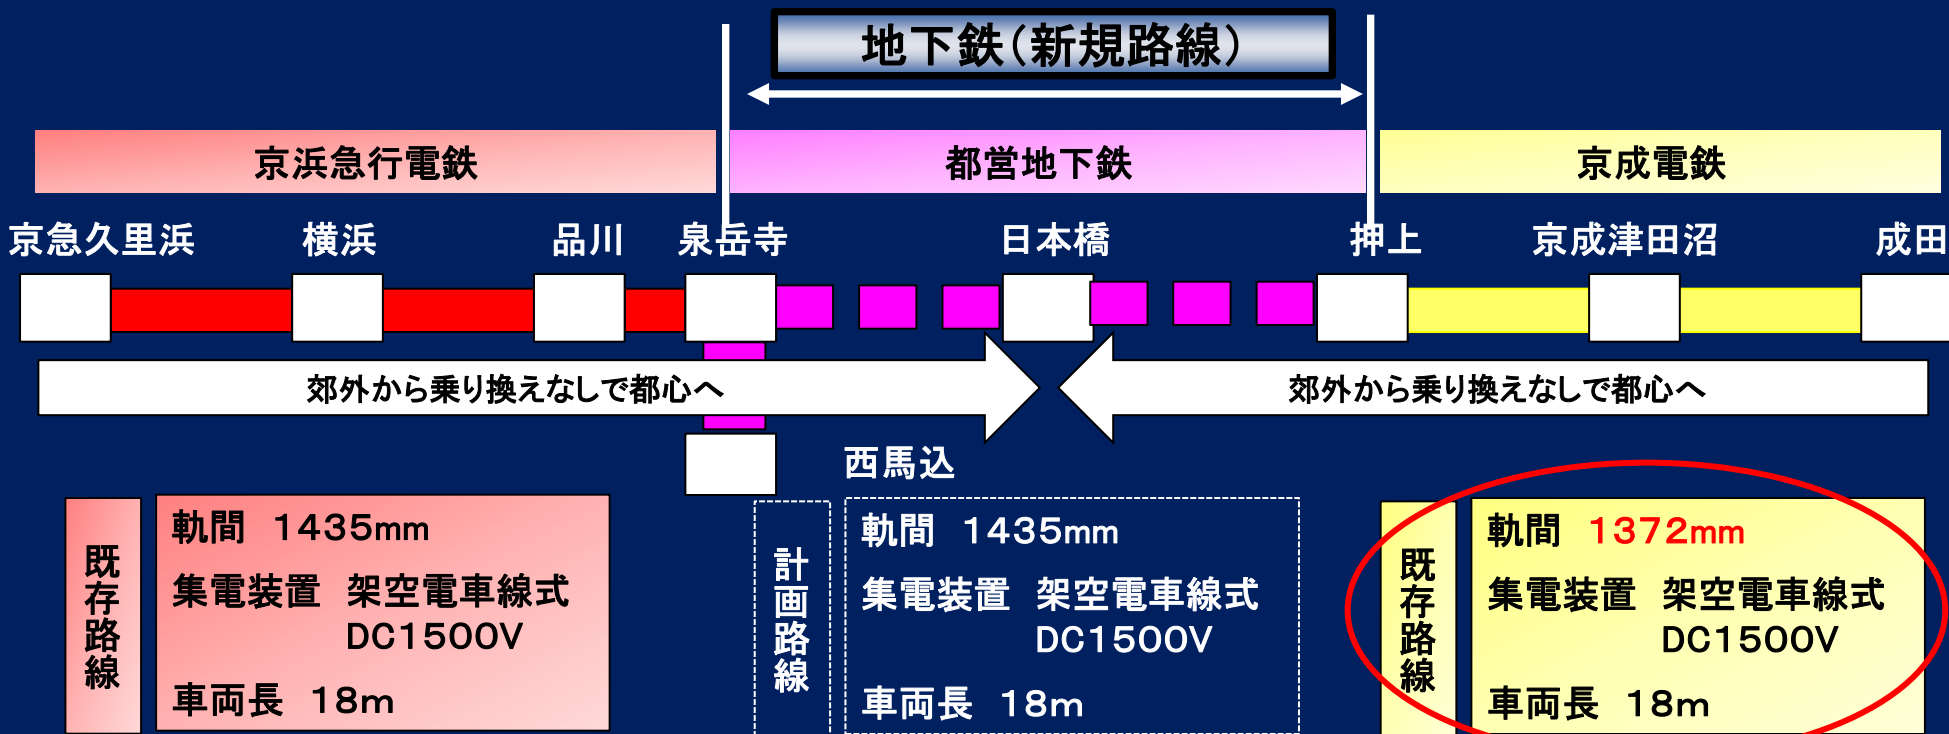 地下鉄（新規路線）
京浜急行電鉄
都営地下鉄
京成電鉄
京急久里浜
横浜
品川
泉岳寺
日本橋
押上
京成津田沼
成田
郊外から乗り換えなしで都心へ
郊外から乗り換えなしで都心へ
西馬込
既存路線
軌間　1435mm
集電装置　架空電車線式
DC1500V
車両長　18m
計画路線
軌間　1435mm
集電装置　架空電車線式
DC1500V
車両長　18m
既存路線
軌間　1372mm
集電装置　架空電車線式
DC1500V
車両長　18m